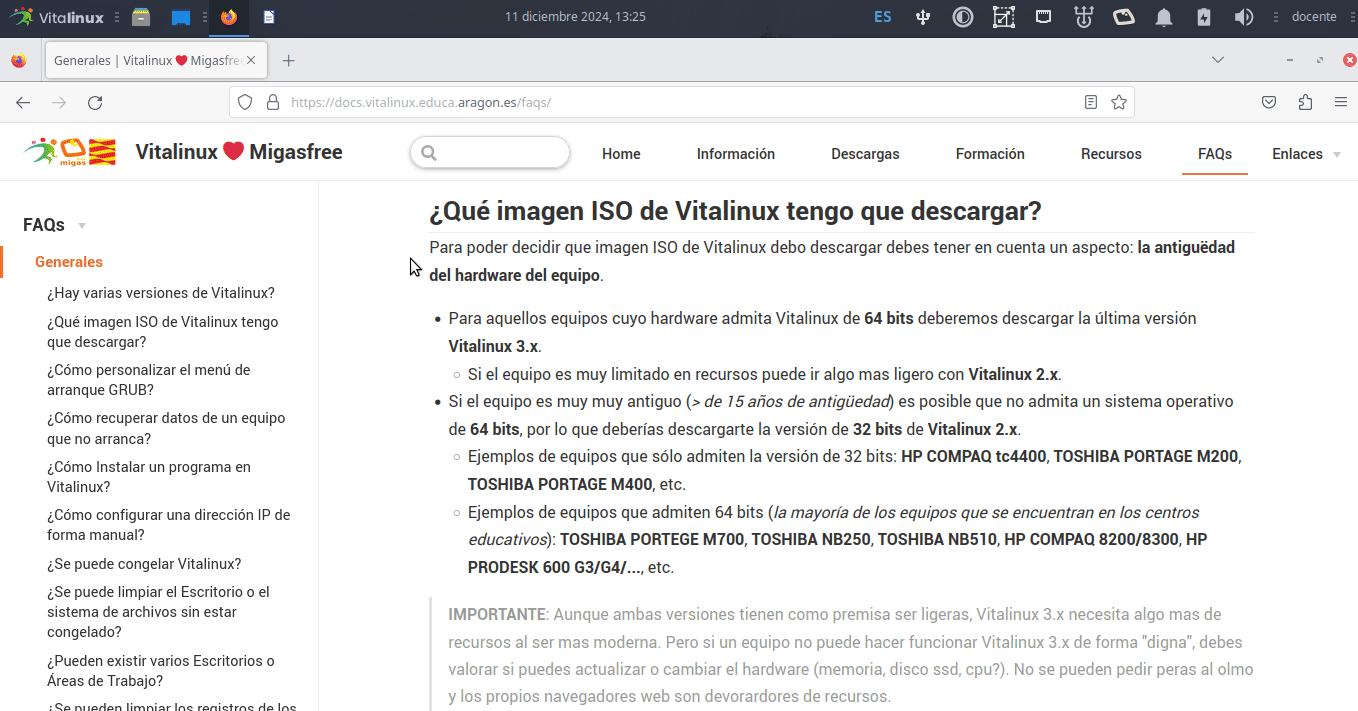 Vitalinux
11 diciembre 2024, 13:25
ES
docente
Generales | Vitalinux ❤ Migasfree
https://docs.vitalinux.educa.aragon.es/faqs/
migas
Vitalinux ❤ Migasfree
Home
Información
Descargas
Formación
Recursos
FAQs
Enlaces
FAQs
Generales
¿Hay varias versiones de Vitalinux?
¿Qué imagen ISO de Vitalinux tengo
que descargar?
¿Cómo personalizar el menú de
arranque GRUB?
¿Cómo recuperar datos de un equipo
que no arranca?
¿Cómo Instalar un programa en
Vitalinux?
¿Cómo configurar una dirección IP de
forma manual?
¿Se puede congelar Vitalinux?
¿Se puede limpiar el Escritorio o el
sistema de archivos sin estar
congelado?
¿Pueden existir varios Escritorios o
Áreas de Trabajo?
¿Se pueden limpiar los registros de los
¿Qué imagen ISO de Vitalinux tengo que descargar?
Para poder decidir que imagen ISO de Vitalinux debo descargar debes tener en cuenta un aspecto: la antiguëdad
del hardware del equipo.
Para aquellos equipos cuyo hardware admita Vitalinux de 64 bits deberemos descargar la última versión
Vitalinux 3.x.
Si el equipo es muy limitado en recursos puede ir algo mas ligero con Vitalinux 2.x.
Si el equipo es muy muy antiguo (> de 15 años de antigüedad) es posible que no admita un sistema operativo
de 64 bits, por lo que deberías descargarte la versión de 32 bits de Vitalinux 2.x.
Ejemplos de equipos que sólo admiten la versión de 32 bits: HP COMPAQ tc4400, TOSHIBA PORTAGE M200,
TOSHIBA PORTAGE M400, etc.
Ejemplos de equipos que admiten 64 bits (la mayoría de los equipos que se encuentran en los centros
educativos): TOSHIBA PORTEGE M700, TOSHIBA NB250, TOSHIBA NB510, HP COMPAQ 8200/8300, HP
PRODESK 600 G3/G4/..., etc.
IMPORTANTE: Aunque ambas versiones tienen como premisa ser ligeras, Vitalinux 3.x necesita algo mas de
recursos al ser mas moderna. Pero si un equipo no puede hacer funcionar Vitalinux 3.x de forma "digna", debes
valorar si puedes actualizar o cambiar el hardware (memoria, disco ssd, cpu?). No se pueden pedir peras al olmo
y los propios navegadores web son devorardores de recursos.